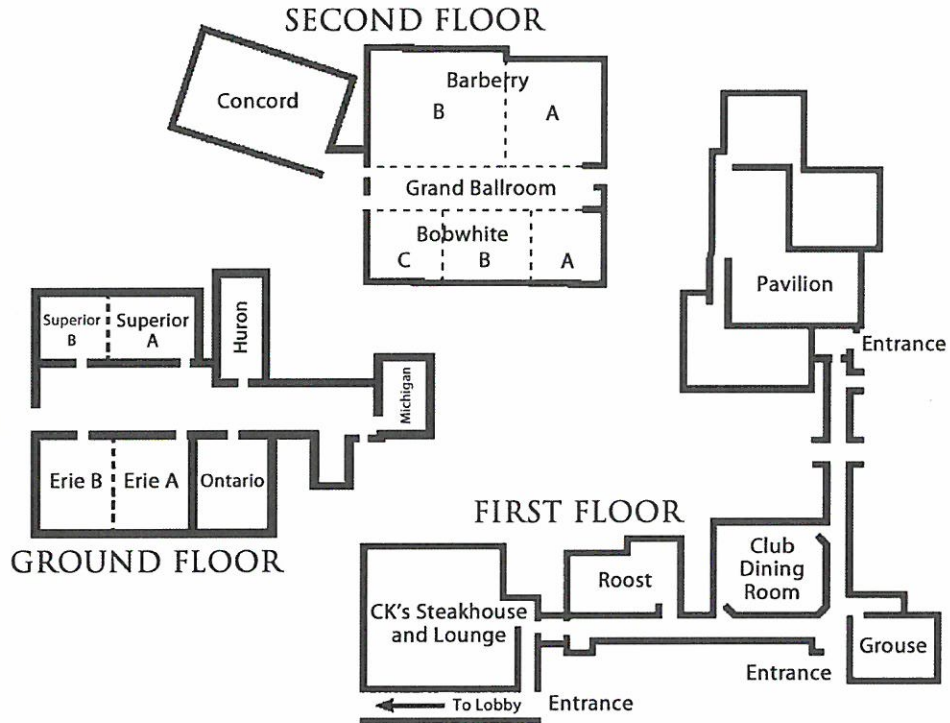 SECOND FLOOR
Concord
Barberry
B
A
Grand Ballroom
Bobwhite
C
B
A
Superior
B
Superior
A
Huron
Michigan
Erie B
Erie A
Ontario
GROUND FLOOR
Pavilion
Entrance
FIRST FLOOR
CK's Steakhouse
and Lounge
Roost
Club
Dining
Room
Grouse
Entrance
To Lobby
Entrance